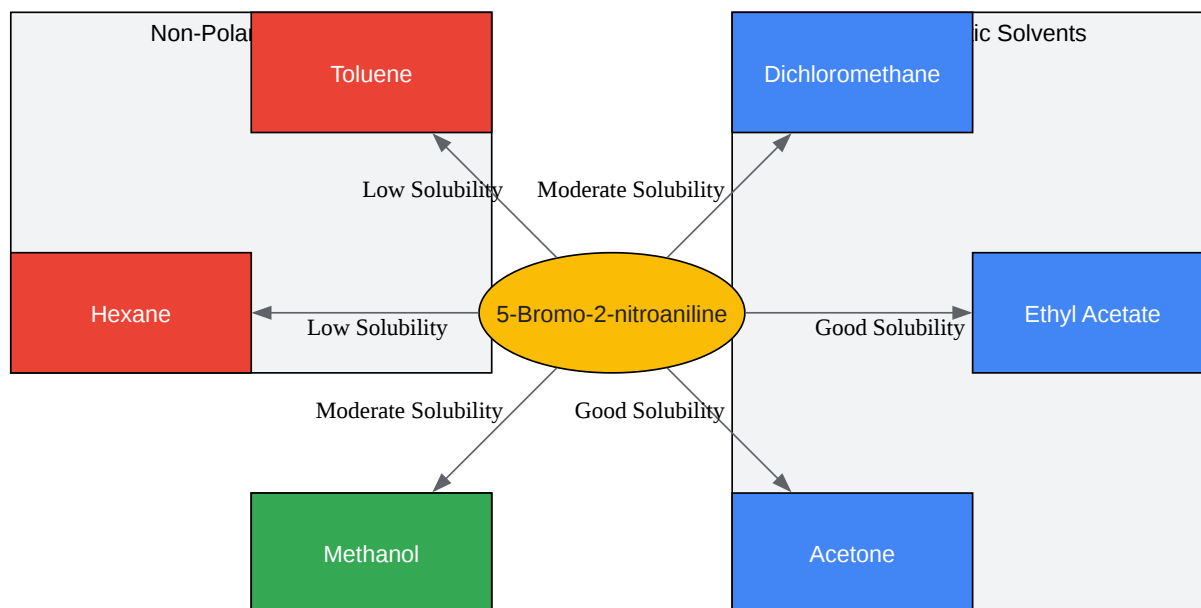 Non-Polar
ic Solvents
Toluene
Dichloromethane
Low Solubility
Moderate Solubility
Hexane
Low Solubility
5-Bromo-2-nitroaniline
Good Solubility
Ethyl Acetate
Moderate Solubility
Good Solubility
Methanol
Acetone